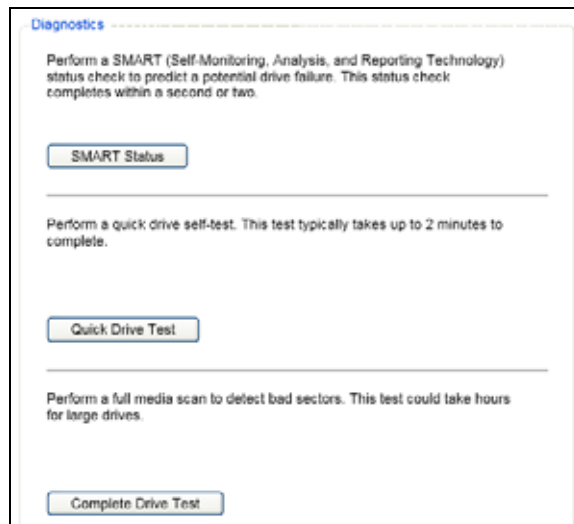 Diagnostics
Perform a SMART (Self-Monitoring, Analysis, and Reporting Technology)
status check to predict a potential drive failure. This status check
completes within a second or two.
SMART Status
Perform a quick drive self-test. This test typically takes up to 2 minutes to
complete.
Quick Drive Test
Perform a full media scan to detect bad sectors. This test could take hours
for large drives.
Complete Drive Test